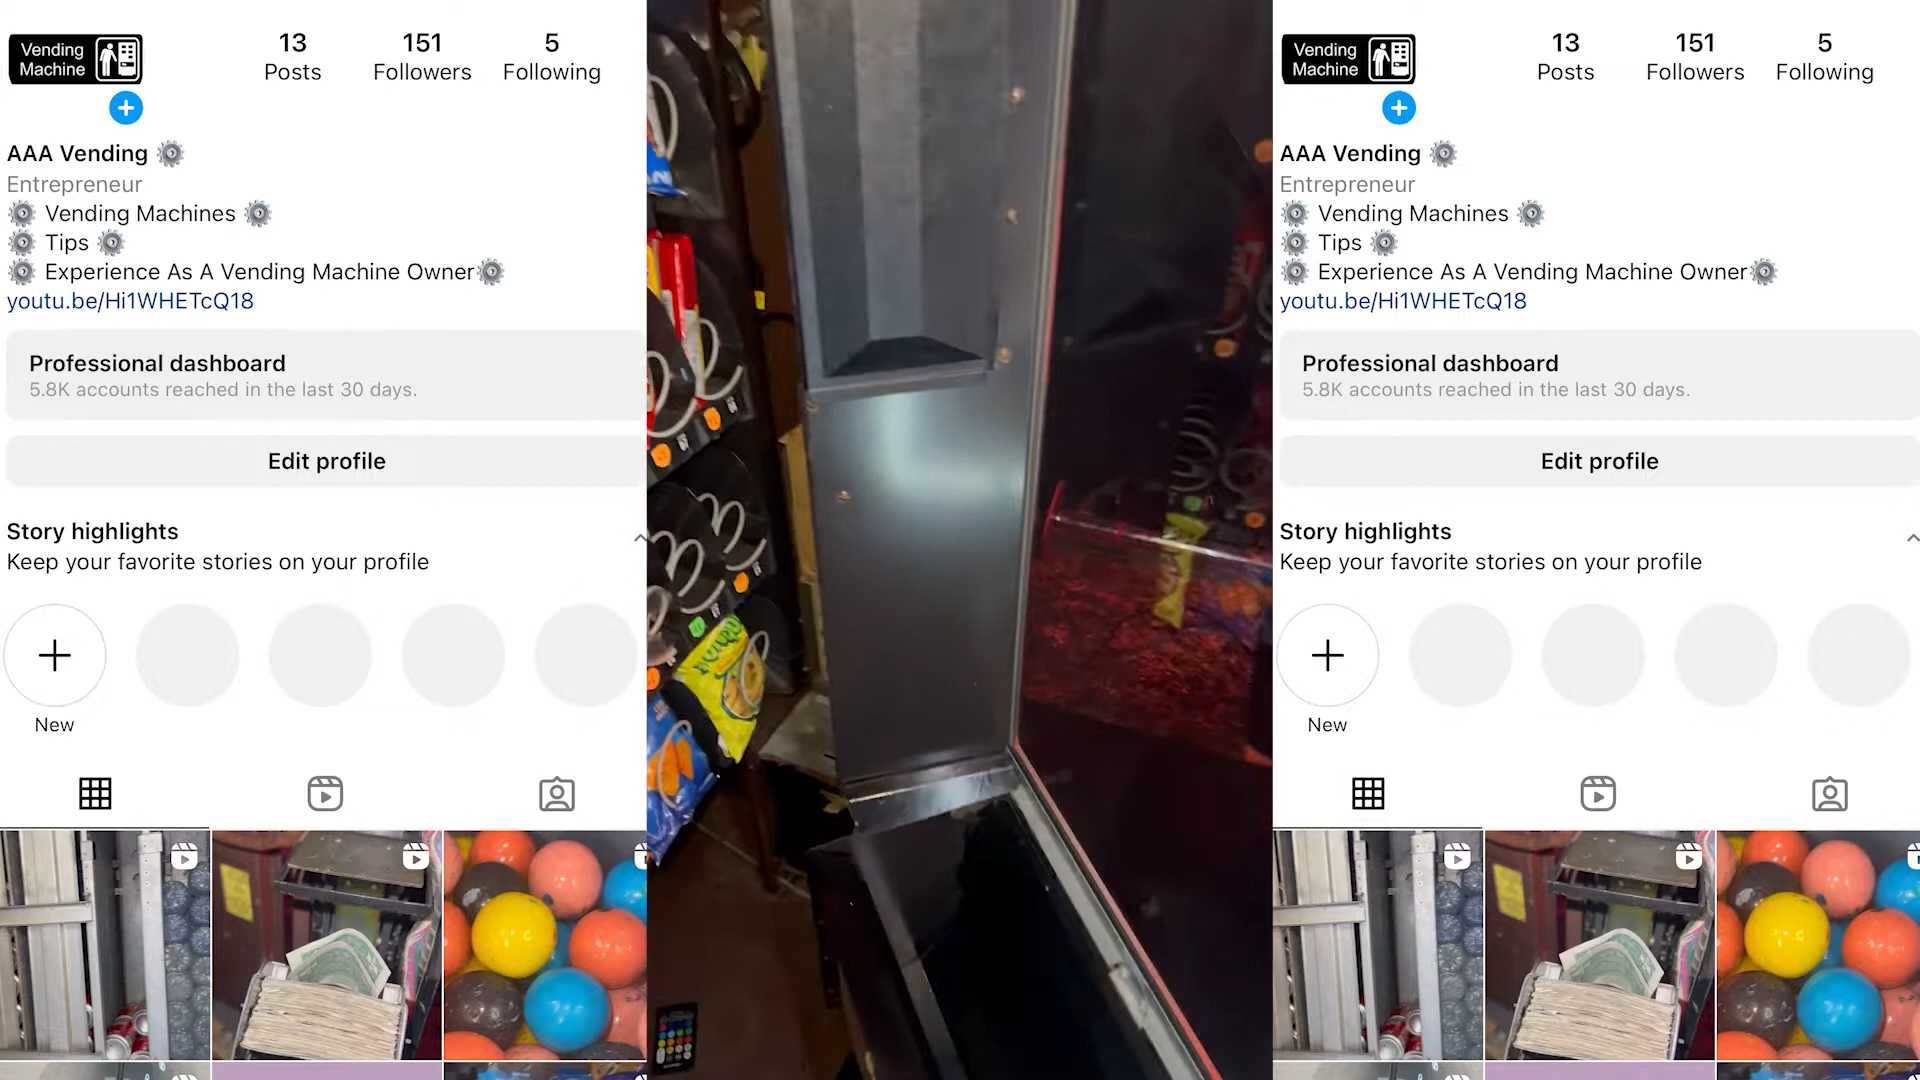 Vending
Machine
13
Posts
151
Followers
5
Following
AAA Vending
Entrepreneur
Vending Machines
Tips
Experience As A Vending Machine Owner
youtu.be/Hi1WHETcQ18
Professional dashboard
5.8K accounts reached in the last 30 days.
Edit profile
Story highlights
Keep your favorite stories on your profile
New
Vending
Machine
13
Posts
151
Followers
5
Following
AAA Vending
Entrepreneur
Vending Machines
Tips
Experience As A Vending Machine Owner
youtu.be/Hi1WHETcQ18
Professional dashboard
5.8K accounts reached in the last 30 days.
Edit profile
Story highlights
Keep your favorite stories on your profile
New